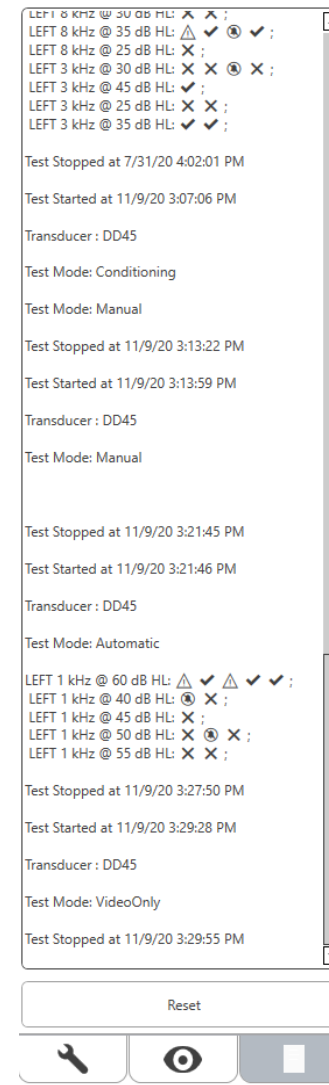 LEFT 8 kHz @ 30 dB HL: ✕ ✕ ;
LEFT 8 kHz @ 35 dB HL: ⚠ ✔ 🔕 ✔ ;
LEFT 8 kHz @ 25 dB HL: ✕ ;
LEFT 3 kHz @ 30 dB HL: ✕ ✕ 🔕 ✕ ;
LEFT 3 kHz @ 45 dB HL: ✔ ;
LEFT 3 kHz @ 25 dB HL: ✕ ✕ ;
LEFT 3 kHz @ 35 dB HL: ✔ ✔ ;
Test Stopped at 7/31/20 4:02:01 PM
Test Started at 11/9/20 3:07:06 PM
Transducer : DD45
Test Mode: Conditioning
Test Mode: Manual
Test Stopped at 11/9/20 3:13:22 PM
Test Started at 11/9/20 3:13:59 PM
Transducer : DD45
Test Mode: Manual
Test Stopped at 11/9/20 3:21:45 PM
Test Started at 11/9/20 3:21:46 PM
Transducer : DD45
Test Mode: Automatic
LEFT 1 kHz @ 60 dB HL: ⚠ ✔ ⚠ ✔ ✔ ;
LEFT 1 kHz @ 40 dB HL: 🔕 ✕ ;
LEFT 1 kHz @ 45 dB HL: ✕ ;
LEFT 1 kHz @ 50 dB HL: ✕ 🔕 ✕ ;
LEFT 1 kHz @ 55 dB HL: ✕ ✕ ;
Test Stopped at 11/9/20 3:27:50 PM
Test Started at 11/9/20 3:29:28 PM
Transducer : DD45
Test Mode: VideoOnly
Test Stopped at 11/9/20 3:29:55 PM
Reset